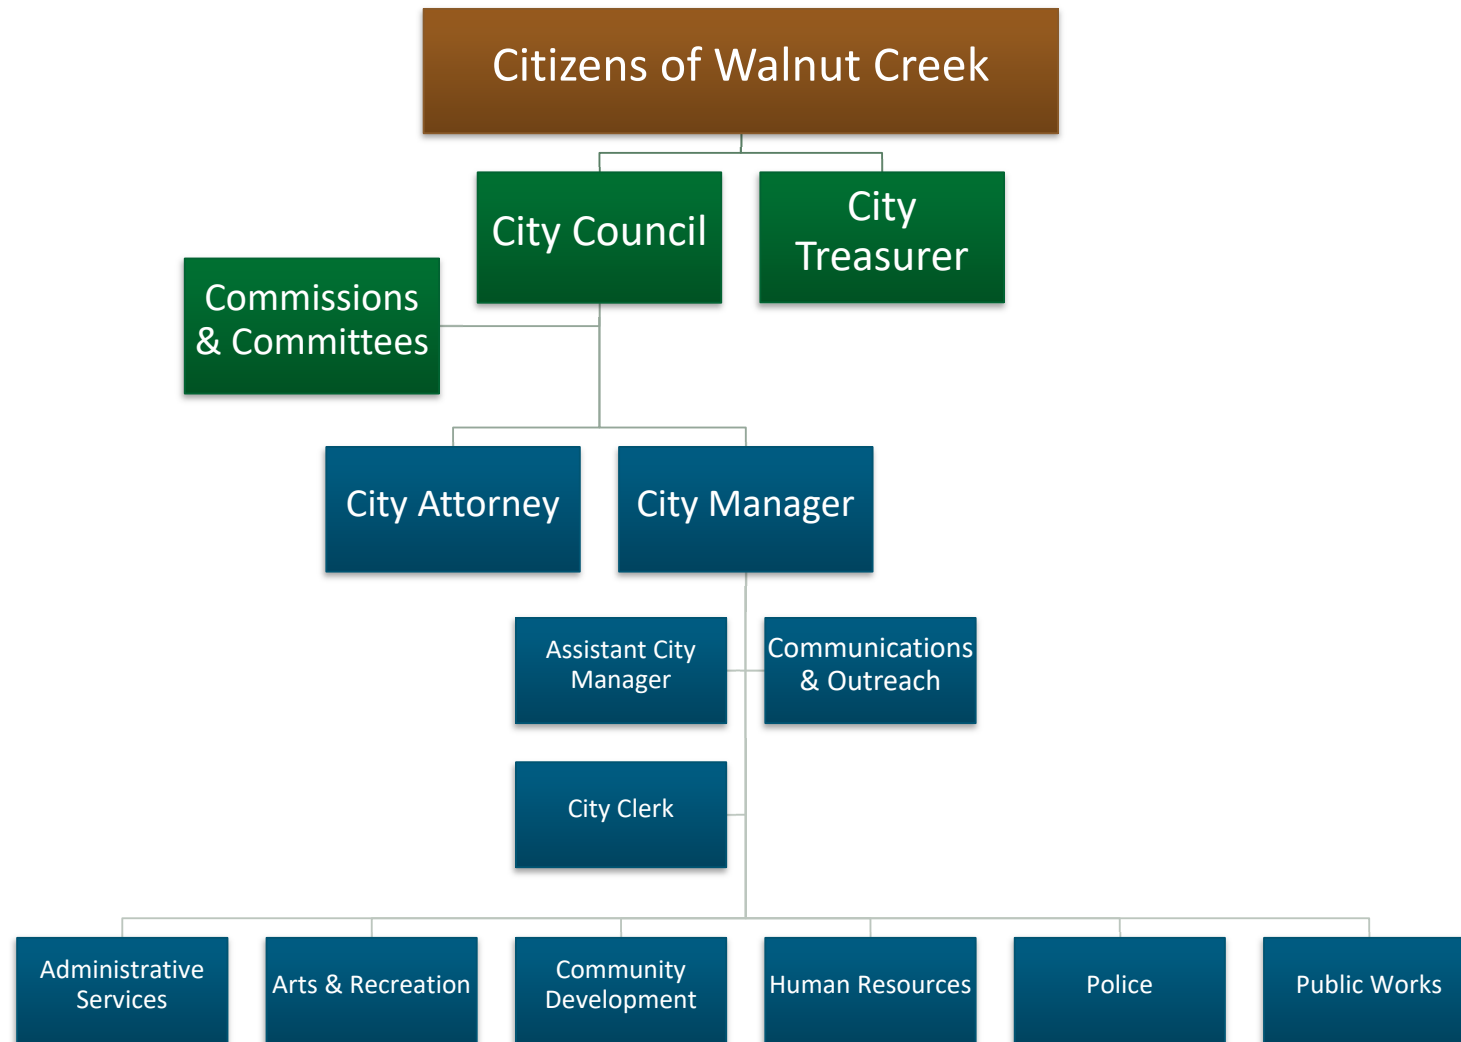 Citizens of Walnut Creek
City Council
City
Treasurer
Commissions
& Committees
City Attorney
City Manager
Assistant City
Manager
Communications
& Outreach
City Clerk
Administrative
Services
Arts & Recreation
Community
Development
Human Resources
Police
Public Works